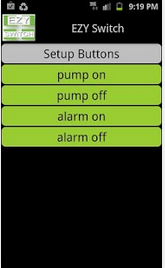 9:19 PM
EZY
SWITCH
EZY Switch
Setup Buttons
pump on
pump off
alarm on
alarm off